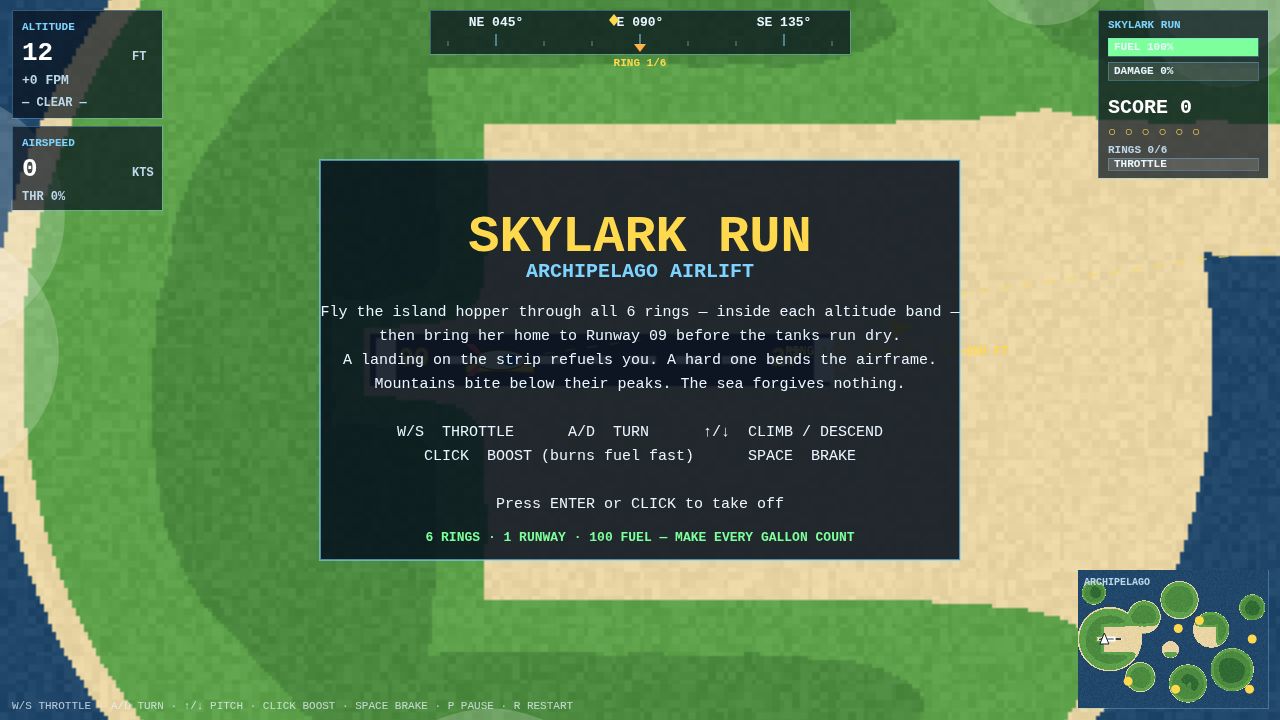 ALTITUDE
12 FT
+0 FPM
— CLEAR —
AIRSPEED
0 KTS
THR 0%
NE 045° E 090° SE 135°
RING 1/6
SKYLARK RUN
FUEL 100%
DAMAGE 0%
SCORE 0
RINGS 0/6
THROTTLE
SKYLARK RUN
ARCHIPELAGO AIRLIFT
Fly the island hopper through all 6 rings — inside each altitude band —
then bring her home to Runway 09 before the tanks run dry.
A landing on the strip refuels you. A hard one bends the airframe.
Mountains bite below their peaks. The sea forgives nothing.
W/S THROTTLE A/D TURN ↑/↓ CLIMB / DESCEND
CLICK BOOST (burns fuel fast) SPACE BRAKE
Press ENTER or CLICK to take off
6 RINGS · 1 RUNWAY · 100 FUEL — MAKE EVERY GALLON COUNT
ARCHIPELAGO
W/S THROTTLE · A/D TURN · ↑/↓ PITCH · CLICK BOOST · SPACE BRAKE · P PAUSE · R RESTART